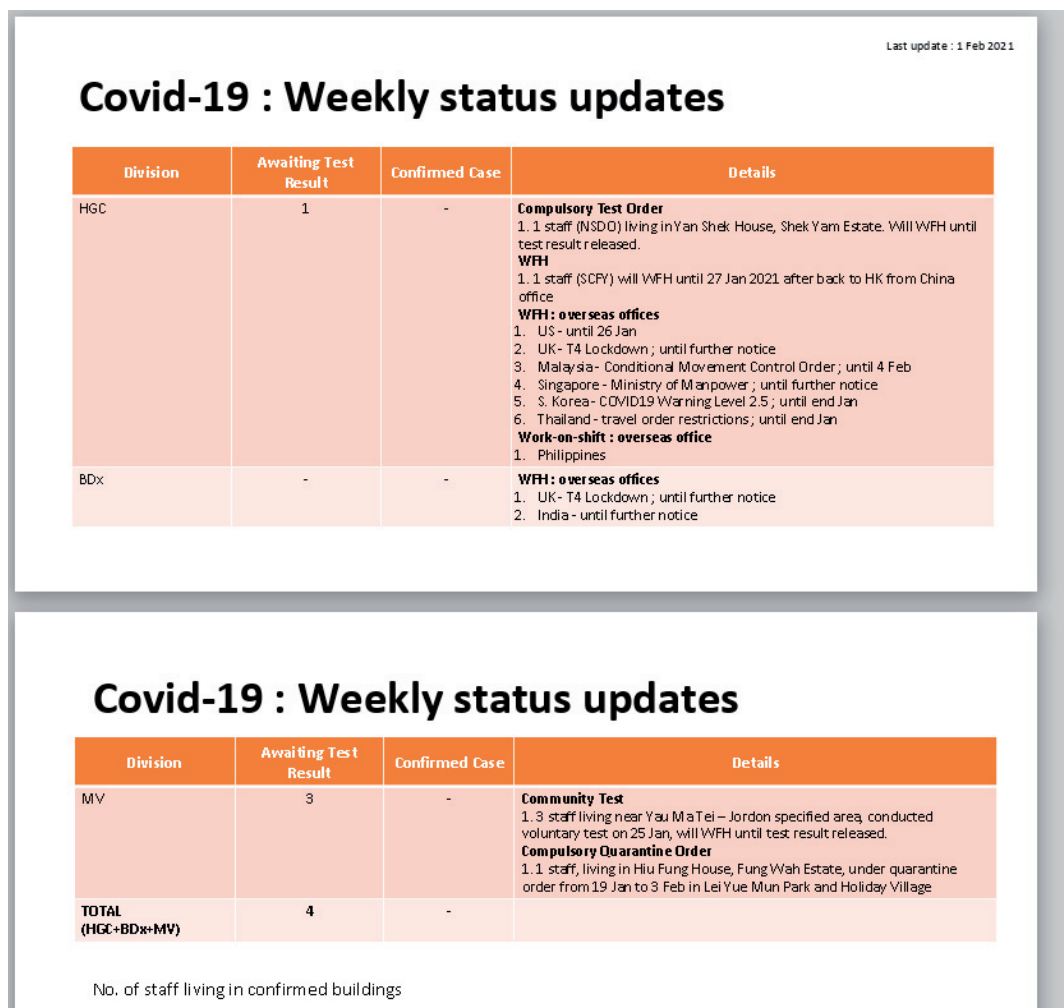 Last update : 1 Feb 2021
Covid-19 : Weekly status updates
Division
Awaiting Test
Result
Confirmed Case
Details
HGC
1
-
Compulsory Test Order
1. 1 staff (NSDO) living in Yan Shek House, Shek Yam Estate. Will WFH until
test result released.
WFH
1. 1 staff (SCFY) will WFH until 27 Jan 2021 after back to HK from China
office
WFH : overseas offices
1. US - until 26 Jan
2. UK- T4 Lockdown ; until further notice
3. Malaysia - Conditional Movement Control Order ; until 4 Feb
4. Singapore - Ministry of Manpower ; until further notice
5. S. Korea - COVID19 Warning Level 2.5 ; until end Jan
6. Thailand - travel order restrictions ; until end Jan
Work-on-shift : overseas office
1. Philippines
BDx
-
-
WFH : overseas offices
1. UK- T4 Lockdown ; until further notice
2. India - until further notice
Covid-19 : Weekly status updates
Division
Awaiting Test
Result
Confirmed Case
Details
MV
3
-
Community Test
1. 3 staff living near Yau Ma Tei – Jordon specified area, conducted
voluntary test on 25 Jan, will WFH until test result released.
Compulsory Quarantine Order
1. 1 staff, living in Hiu Fung House, Fung Wah Estate, under quarantine
order from 19 Jan to 3 Feb in Lei Yue Mun Park and Holiday Village
TOTAL
(HGC+BDx+MV)
4
-
No. of staff living in confirmed buildings